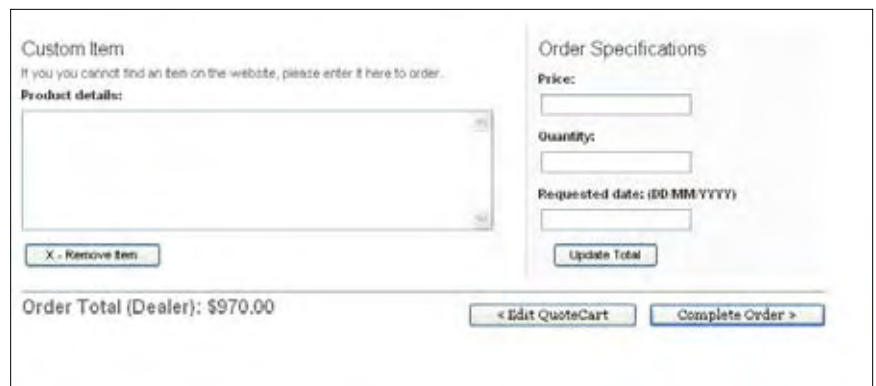 Custom Item
If you you cannot find an item on the website, please enter it here to order.
Product details:
X - Remove Item
Order Specifications
Price:
Quantity:
Requested date: (DD/MM/YYYY)
Update Total
Order Total (Dealer): $970.00
< Edit QuoteCart
Complete Order >